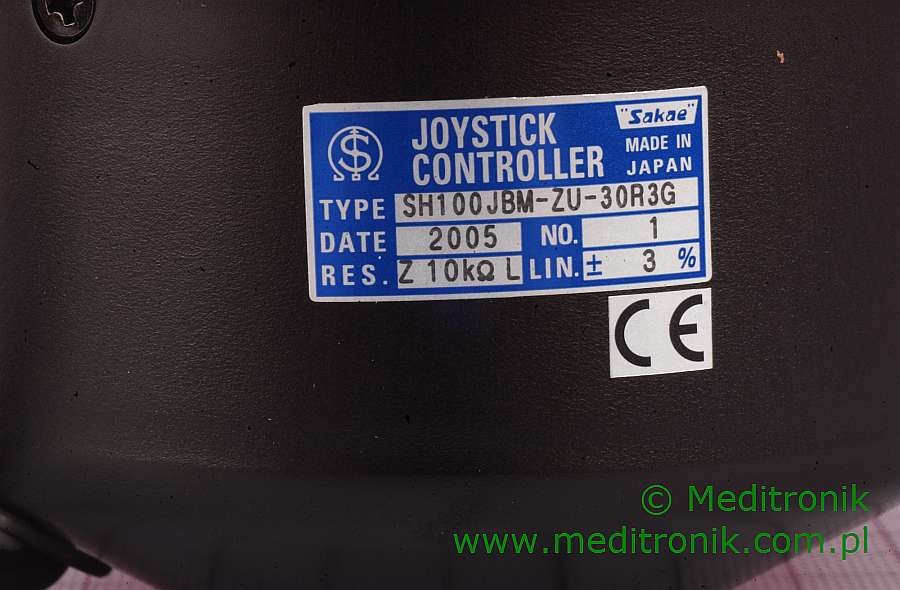 JOYSTICK
CONTROLLER
"Sakae"
MADE IN
JAPAN
TYPE SH100JBM-ZU-30R3G
DATE 2005 NO. 1
RES. Z 10kΩ L LIN. ± 3 %
CE
© Meditronik
www.meditronik.com.pl